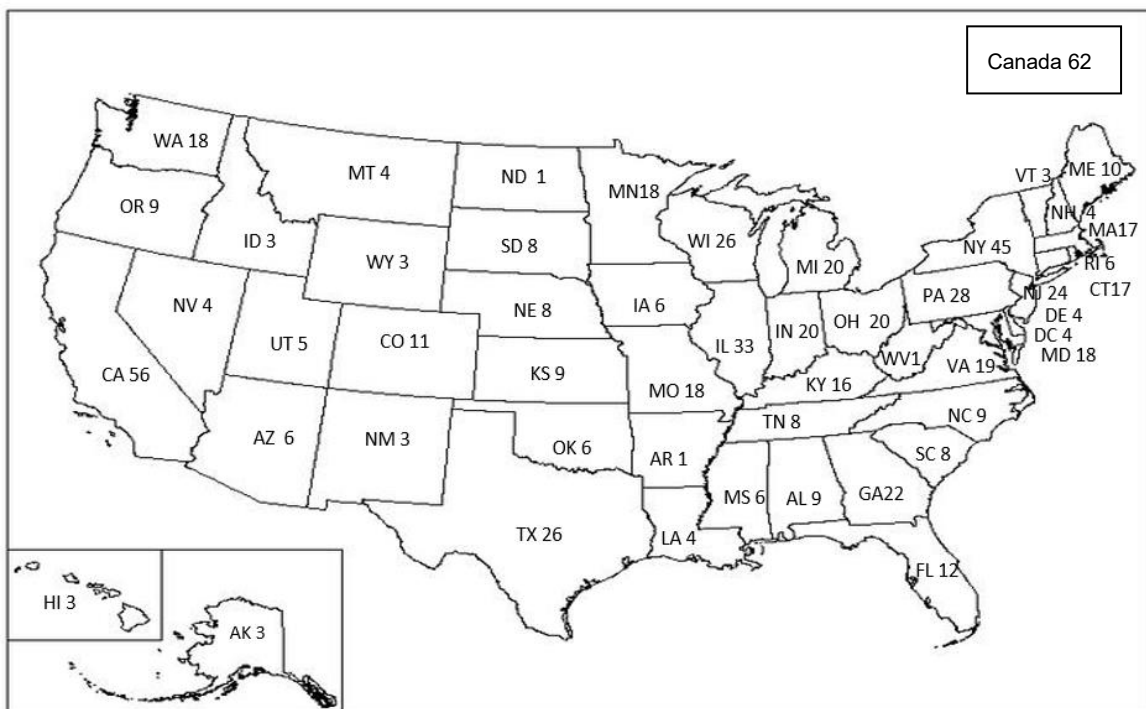 Canada 62
WA 18
MT 4
ND 1
MN18
VT 3
ME 10
OR 9
ID 3
SD 8
WI 26
NH 4
MA17
WY 3
MI 20
NY 45
RI 6
CT17
NV 4
NE 8
IA 6
PA 28
NJ 24
DE 4
UT 5
CO 11
IL 33
IN 20
OH 20
DC 4
MD 18
WV1
VA 19
CA 56
KS 9
MO 18
KY 16
AZ 6
NM 3
OK 6
TN 8
NC 9
AR 1
SC 8
MS 6
AL 9
GA22
TX 26
LA 4
FL 12
HI 3
AK 3